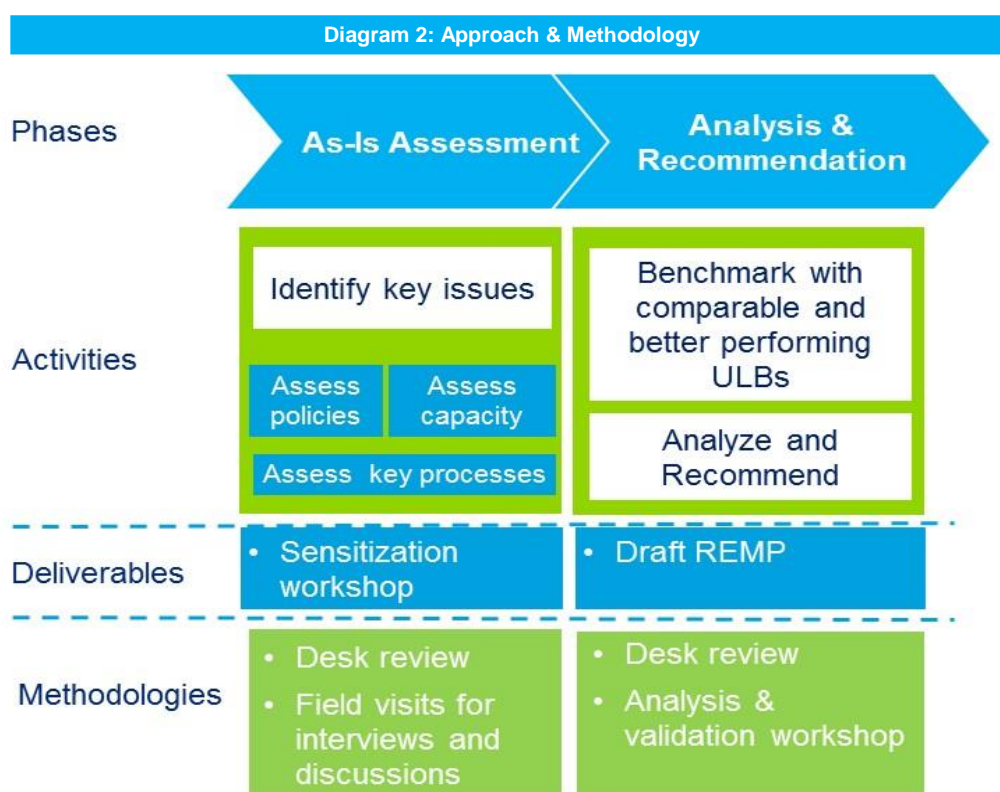 Diagram 2: Approach & Methodology
Phases
As-Is Assessment
Analysis &
Recommendation
Activities
Identify key issues
Assess
policies
Assess
capacity
Assess key processes
Benchmark with
comparable and
better performing
ULBs
Analyze and
Recommend
Deliverables
• Sensitization
workshop
• Draft REMP
Methodologies
• Desk review
• Field visits for
interviews and
discussions
• Desk review
• Analysis &
validation workshop